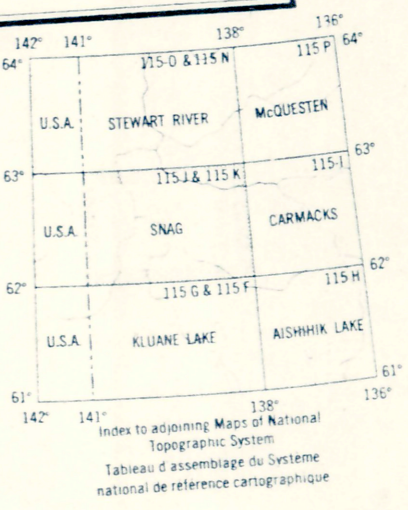 142° 141° 138° 136°
64° 115-O & 115 N 115 P 64°
U.S.A. STEWART RIVER McQUESTEN
63° 115 J & 115 K 115-I 63°
U.S.A. SNAG CARMACKS
62° 115 G & 115 F 115 H 62°
U.S.A. KLUANE LAKE AISHIHIK LAKE
61° 61°
142° 141° 138° 136°
Index to adjoining Maps of National
Topographic System
Tableau d assemblage du Systeme
national de référence cartographique